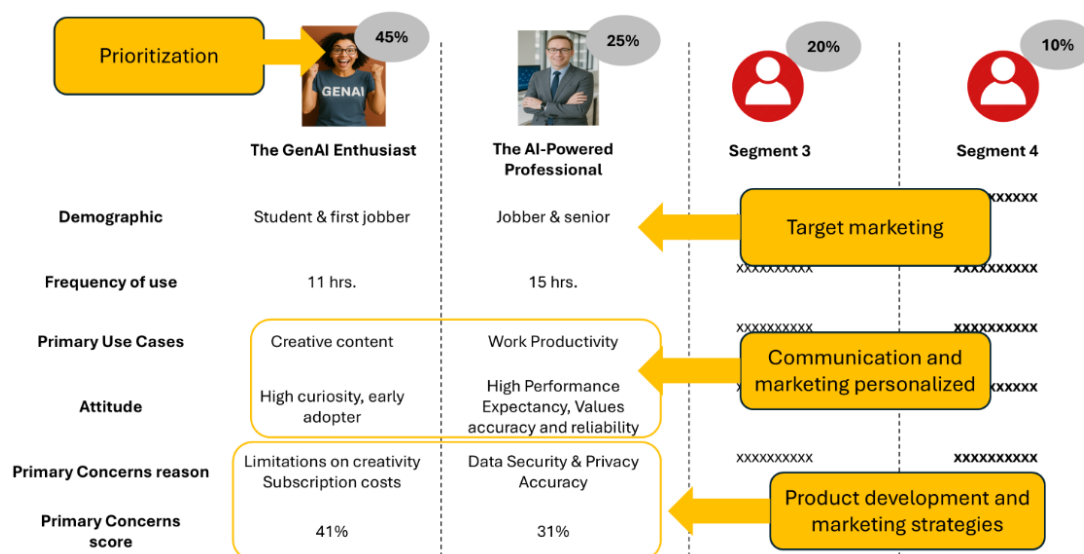 Prioritization
45%
25%
20%
10%
GENAI
The GenAI Enthusiast
The AI-Powered
Professional
Segment 3
Segment 4
Demographic
Student & first jobber
Jobber & senior
Target marketing
Frequency of use
11 hrs.
15 hrs.
xxxxxxxxxx
xxxxxxxxxx
Primary Use Cases
Creative content
Work Productivity
xxxxxxxxxx
Communication and
marketing personalized
Attitude
High curiosity, early
adopter
High Performance
Expectancy, Values
accuracy and reliability
Primary Concerns reason
Limitations on creativity
Subscription costs
Data Security & Privacy
Accuracy
xxxxxxxxxx
xxxxxxxxxx
Product development and
marketing strategies
Primary Concerns
score
41%
31%